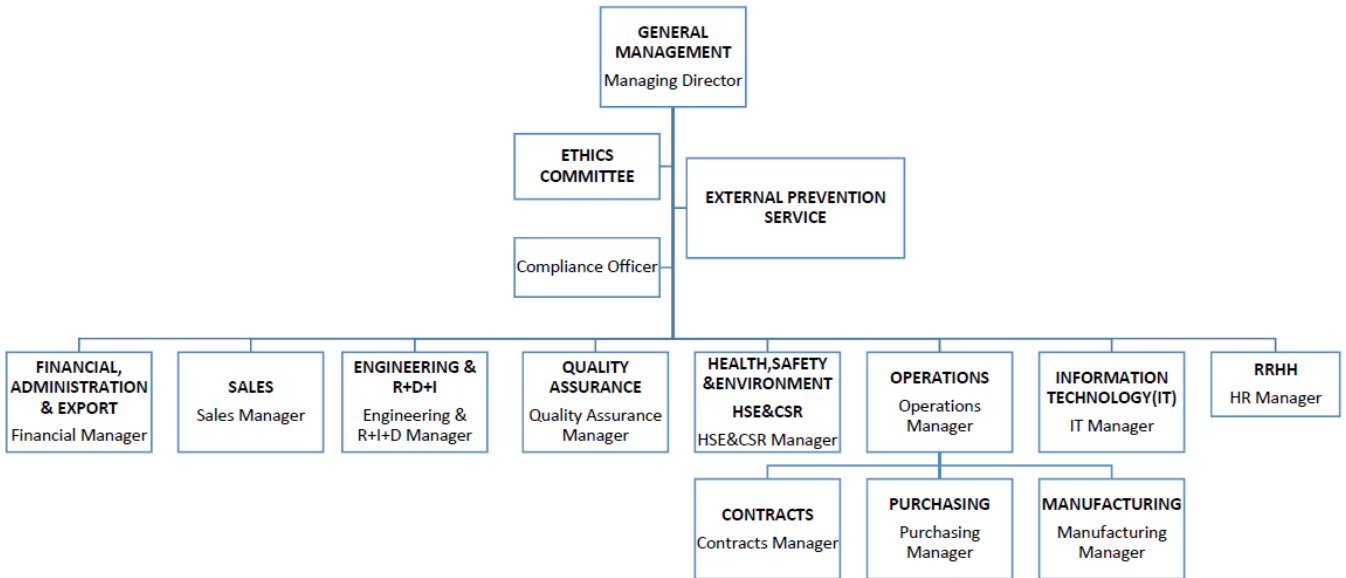 GENERAL
MANAGEMENT
Managing Director
ETHICS
COMMITTEE
EXTERNAL PREVENTION
SERVICE
Compliance Officer
FINANCIAL,
ADMINISTRATION
& EXPORT
Financial Manager
SALES
Sales Manager
ENGINEERING &
R+D+I
Engineering &
R+I+D Manager
QUALITY
ASSURANCE
Quality Assurance
Manager
HEALTH,SAFETY
&ENVIRONMENT
HSE&CSR
HSE&CSR Manager
OPERATIONS
Operations
Manager
INFORMATION
TECHNOLOGY(IT)
IT Manager
RRHH
HR Manager
CONTRACTS
Contracts Manager
PURCHASING
Purchasing
Manager
MANUFACTURING
Manufacturing
Manager